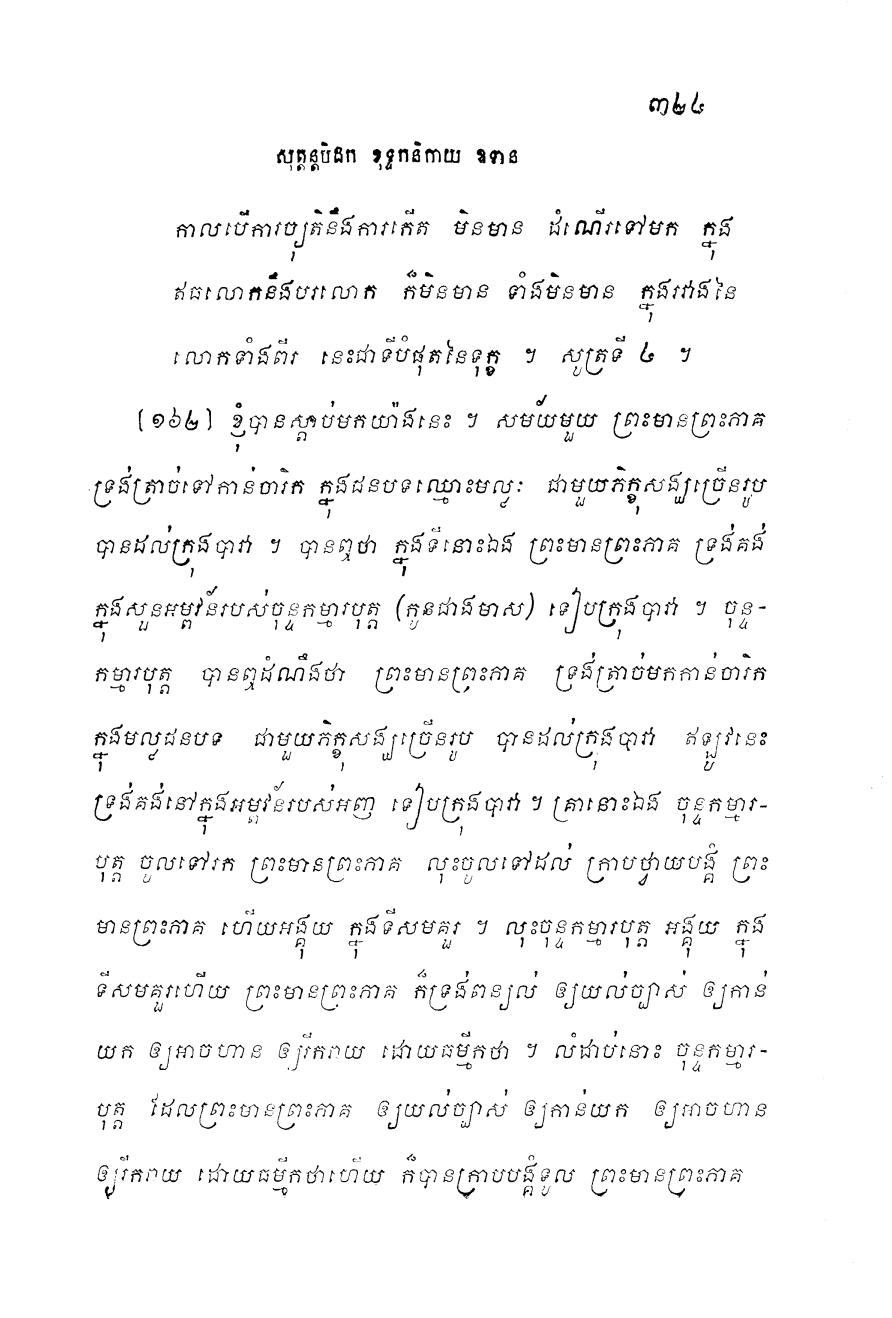 ៣២៤
សុត្តន្តបិដក ខុទ្ទកនិកាយ ឧទាន
កាលបើការច្យុតិនឹងការកើត មិនមាន ដំណើរទៅមក ក្នុង
ឥធលោកនឹងបរលោក ក៏មិនមាន ទាំងមិនមាន ក្នុងរវាងនៃ
លោកទាំងពីរ នេះជាទីបំផុតនៃទុក្ខ ។ សូត្រទី ៤ ។
(១៦២) ខ្ញុំបានស្តាប់មកយ៉ាងនេះ ។ សម័យមួយ ព្រះមានព្រះភាគ
ទ្រង់ត្រាច់ទៅកាន់ចារិក ក្នុងជនបទឈ្មោះមល្លៈ ជាមួយភិក្ខុសង្ឃច្រើនរូប
បានដល់ក្រុងបាវា ។ បានឮថា ក្នុងទីនោះឯង ព្រះមានព្រះភាគ ទ្រង់គង់
ក្នុងសួនអម្ពវ័នរបស់ចុន្ទកម្មារបុត្ត (កូនជាងមាស) ទៀបក្រុងបាវា ។ ចុន្ទ-
កម្មារបុត្ត បានឮដំណឹងថា ព្រះមានព្រះភាគ ទ្រង់ត្រាច់មកកាន់ចារិក
ក្នុងមល្លជនបទ ជាមួយភិក្ខុសង្ឃច្រើនរូប បានដល់ក្រុងបាវា ឥឡូវនេះ
ទ្រង់គង់នៅក្នុងអម្ពវ័នរបស់អញ ទៀបក្រុងបាវា ។ គ្រានោះឯង ចុន្ទកម្មារ-
បុត្ត ចូលទៅរក ព្រះមានព្រះភាគ លុះចូលទៅដល់ ក្រាបថ្វាយបង្គំ ព្រះ
មានព្រះភាគ ហើយអង្គុយ ក្នុងទីសមគួរ ។ លុះចុន្ទកម្មារបុត្ត អង្គុយ ក្នុង
ទីសមគួរហើយ ព្រះមានព្រះភាគ ក៏ទ្រង់ពន្យល់ ឲ្យយល់ច្បាស់ ឲ្យកាន់
យក ឲ្យអាចហាន ឲ្យរីករាយ ដោយធម្មីកថា ។ លំដាប់នោះ ចុន្ទកម្មារ-
បុត្ត ដែលព្រះមានព្រះភាគ ឲ្យយល់ច្បាស់ ឲ្យកាន់យក ឲ្យអាចហាន
ឲ្យរីករាយ ដោយធម្មីកថាហើយ ក៏បានក្រាបបង្គំទូល ព្រះមានព្រះភាគ